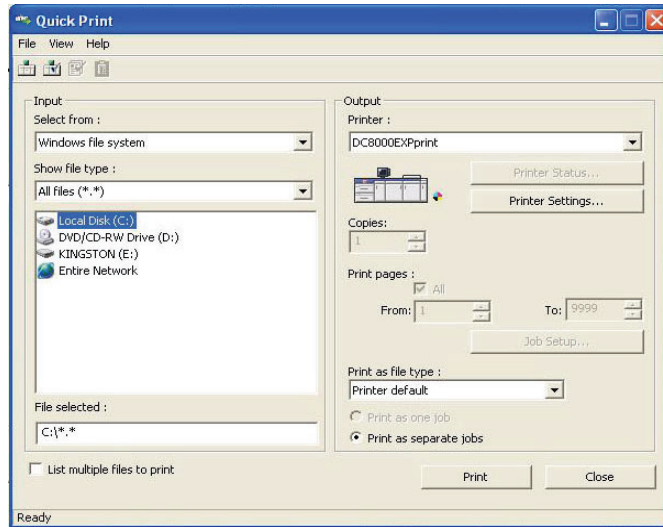 Quick Print
File View Help
Input
Select from :
Windows file system
Show file type :
All files (*.*)
Local Disk (C:)
DVD/CD-RW Drive (D:)
KINGSTON (E:)
Entire Network
File selected :
C:\*.*
List multiple files to print
Output
Printer :
DC8000EXPprint
Printer Status...
Printer Settings...
Copies:
1
Print pages :
All
From: 1 To: 9999
Job Setup...
Print as file type :
Printer default
Print as one job
Print as separate jobs
Print Close
Ready